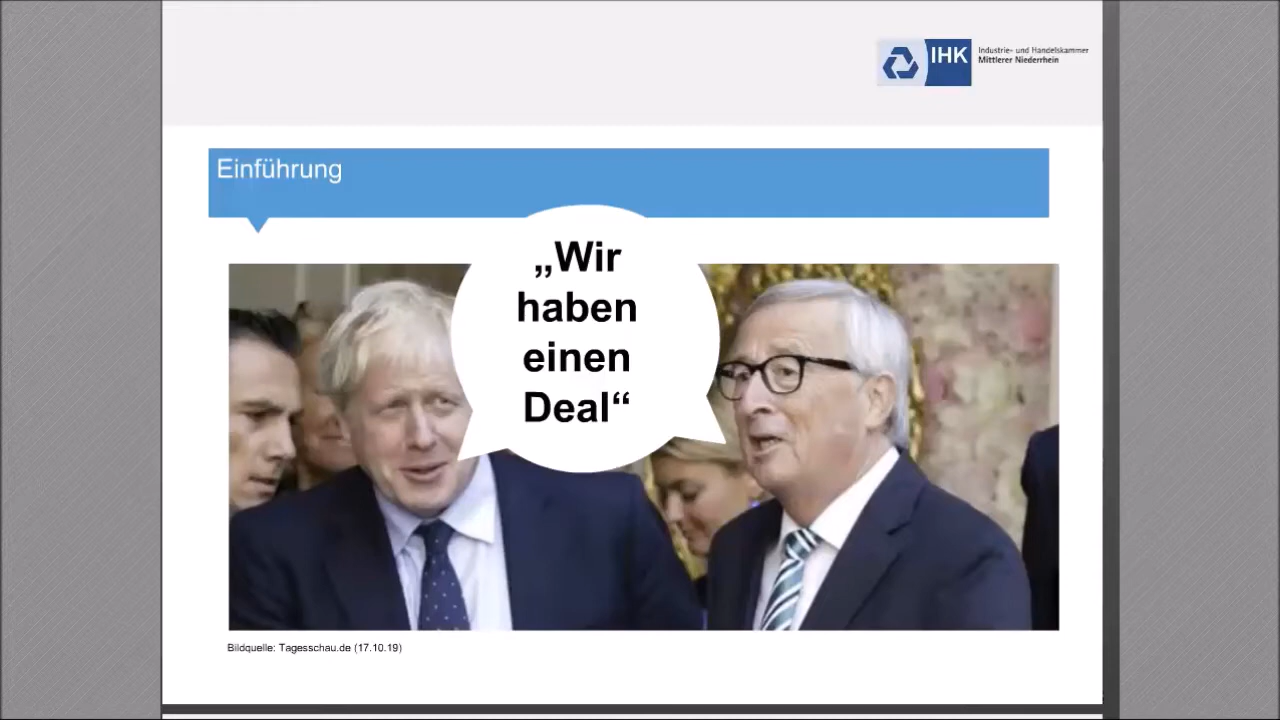 IHK
Industrie- und Handelskammer
Mittlerer Niederrhein
Einführung
„Wir
haben
einen
Deal“
Bildquelle: Tagesschau.de (17.10.19)